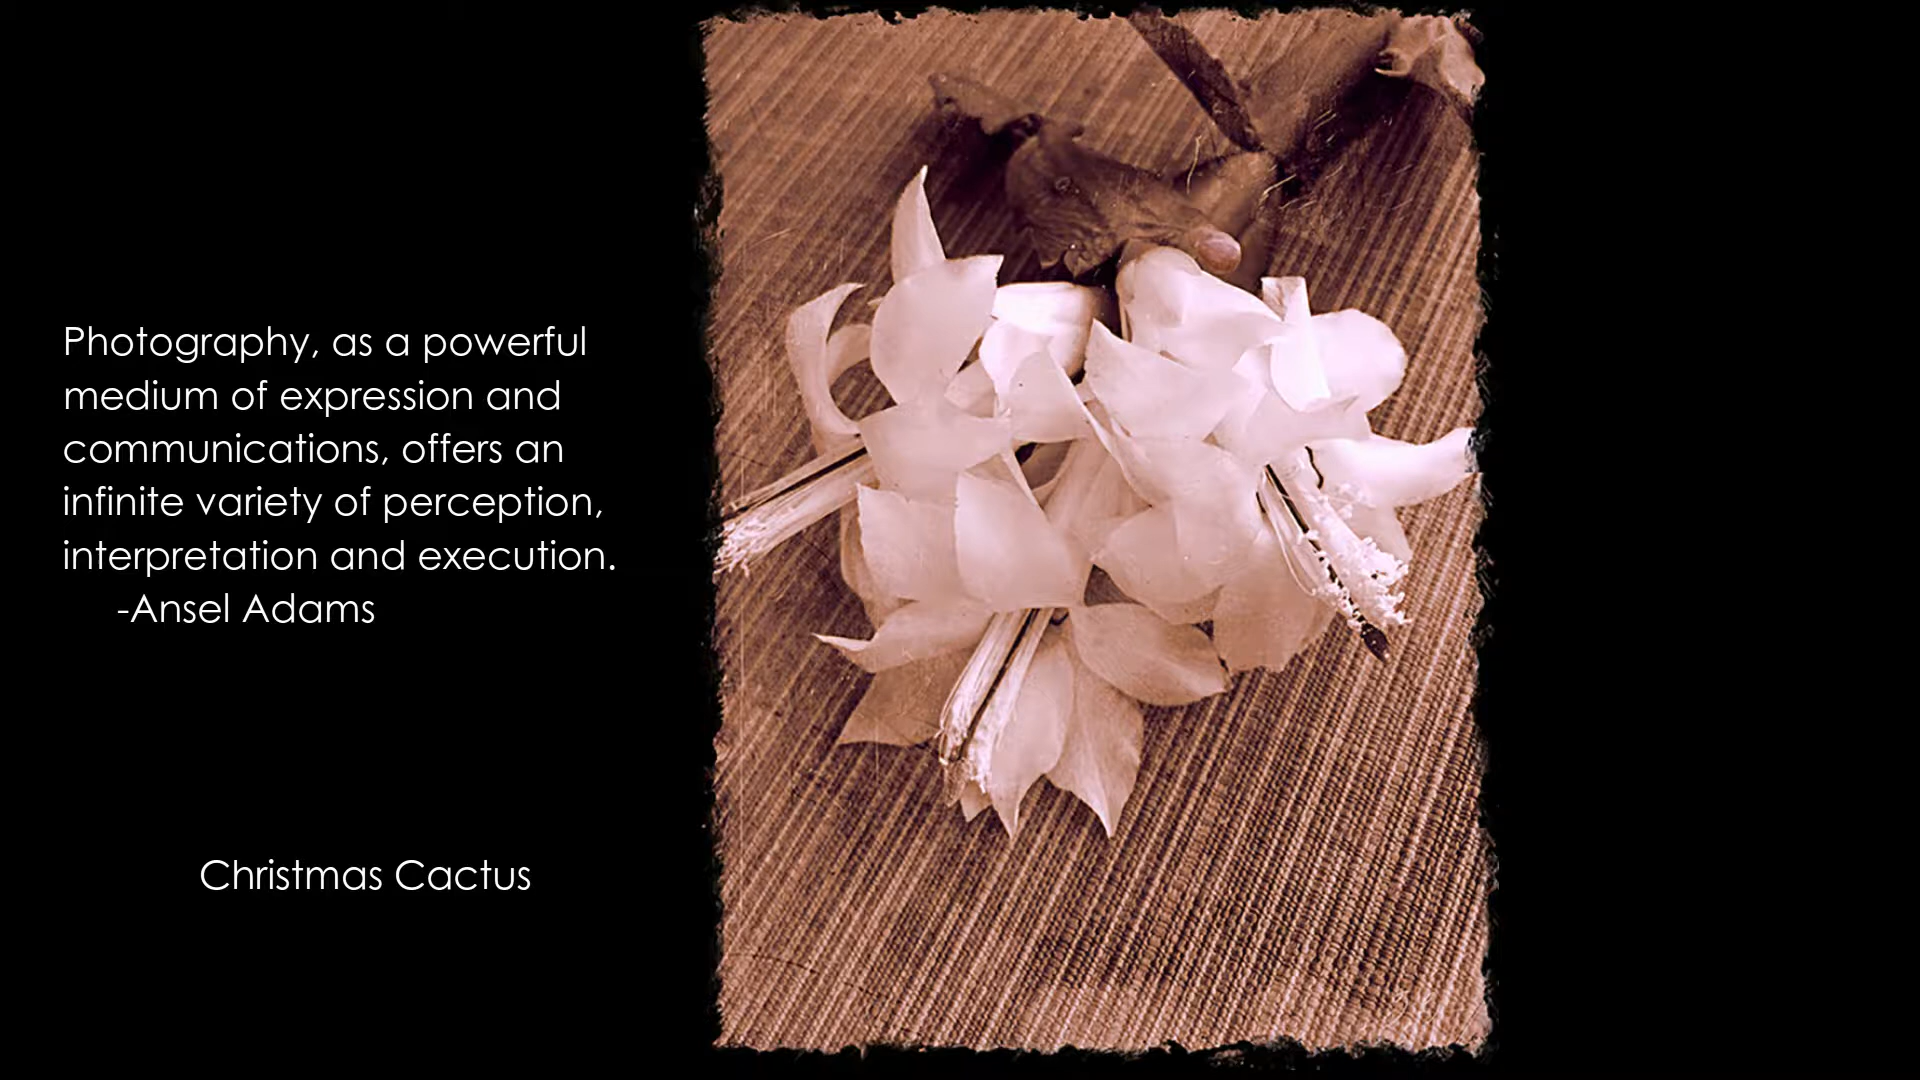 Photography, as a powerful
medium of expression and
communications, offers an
infinite variety of perception,
interpretation and execution.
-Ansel Adams
Christmas Cactus